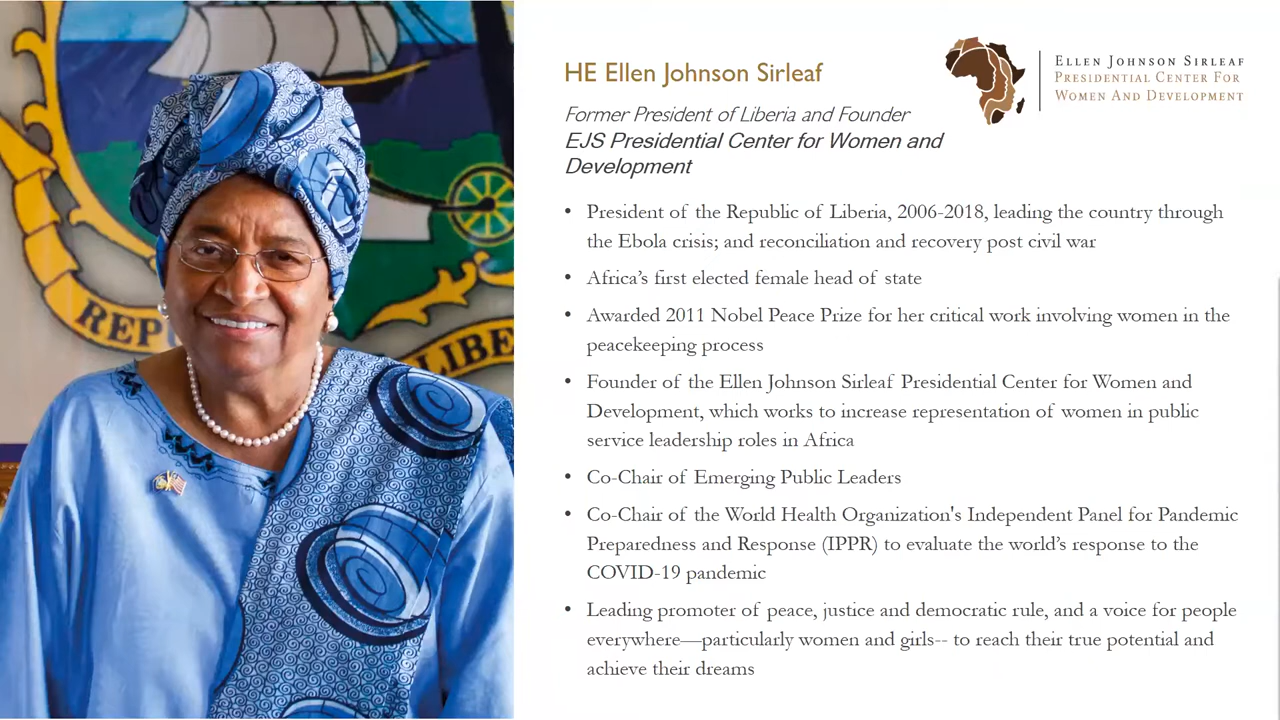 HE Ellen Johnson Sirleaf
ELLEN JOHNSON SIRLEAF
PRESIDENTIAL CENTER FOR
WOMEN AND DEVELOPMENT
Former President of Liberia and Founder
EJS Presidential Center for Women and
Development
• President of the Republic of Liberia, 2006-2018, leading the country through
the Ebola crisis; and reconciliation and recovery post civil war
• Africa’s first elected female head of state
• Awarded 2011 Nobel Peace Prize for her critical work involving women in the
peacekeeping process
• Founder of the Ellen Johnson Sirleaf Presidential Center for Women and
Development, which works to increase representation of women in public
service leadership roles in Africa
• Co-Chair of Emerging Public Leaders
• Co-Chair of the World Health Organization's Independent Panel for Pandemic
Preparedness and Response (IPPR) to evaluate the world’s response to the
COVID-19 pandemic
• Leading promoter of peace, justice and democratic rule, and a voice for people
everywhere—particularly women and girls-- to reach their true potential and
achieve their dreams
REP
LIBE